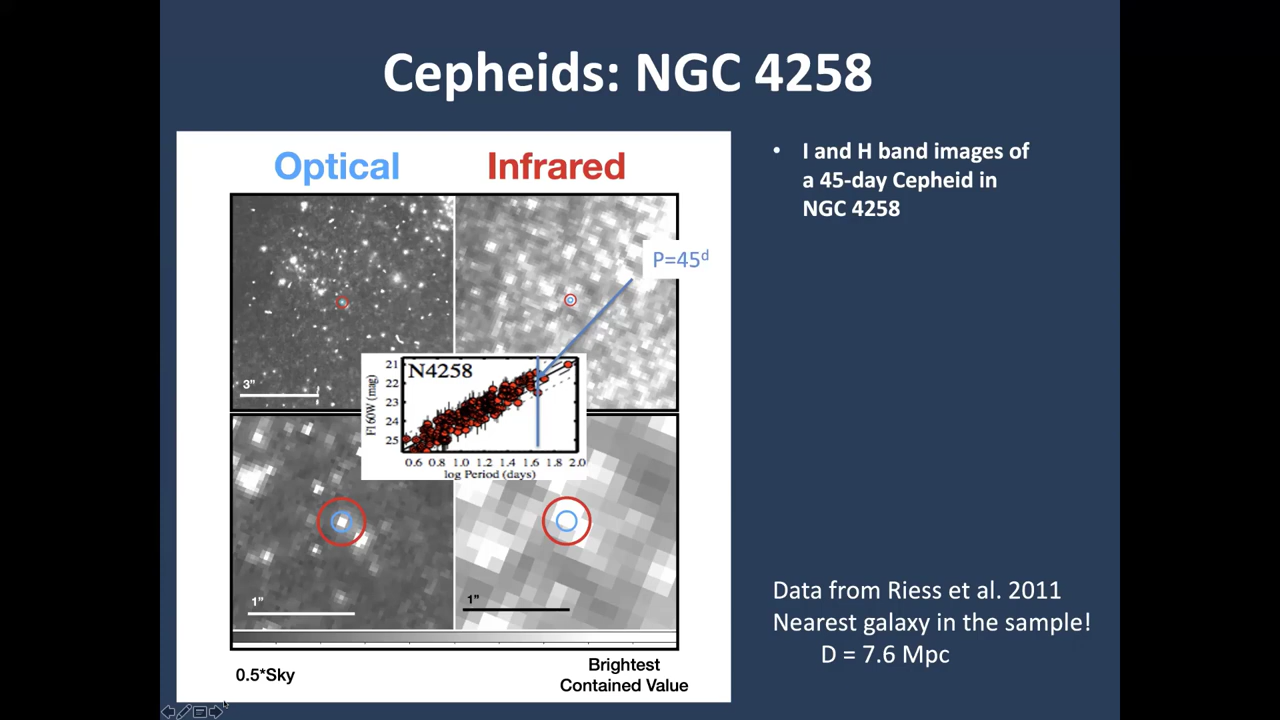 Cepheids: NGC 4258
Optical
Infrared
P=45d
3”
N4258
F160W (mag)
21
22
23
24
25
0.6 0.8 1.0 1.2 1.4 1.6 1.8 2.0
log Period (days)
1”
1”
0.5*Sky
Brightest
Contained Value
• I and H band images of
a 45-day Cepheid in
NGC 4258
Data from Riess et al. 2011
Nearest galaxy in the sample!
D = 7.6 Mpc